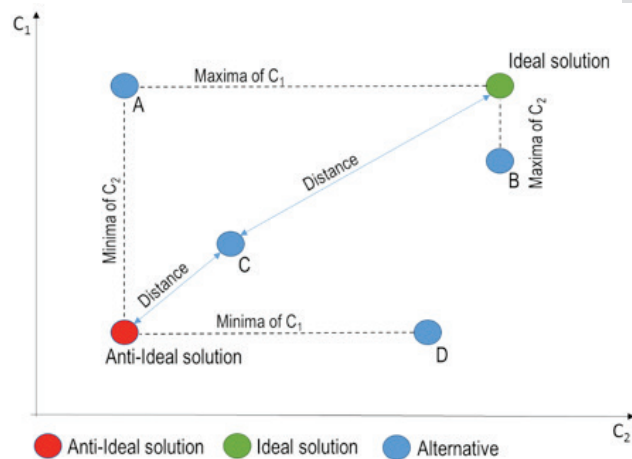 C₁
Ideal solution
Maxima of C₁
A
Maxima of C₂
B
Distance
Minima of C₂
C
Distance
Minima of C₁
Anti-Ideal solution
D
C₂
Anti-Ideal solution
Ideal solution
Alternative